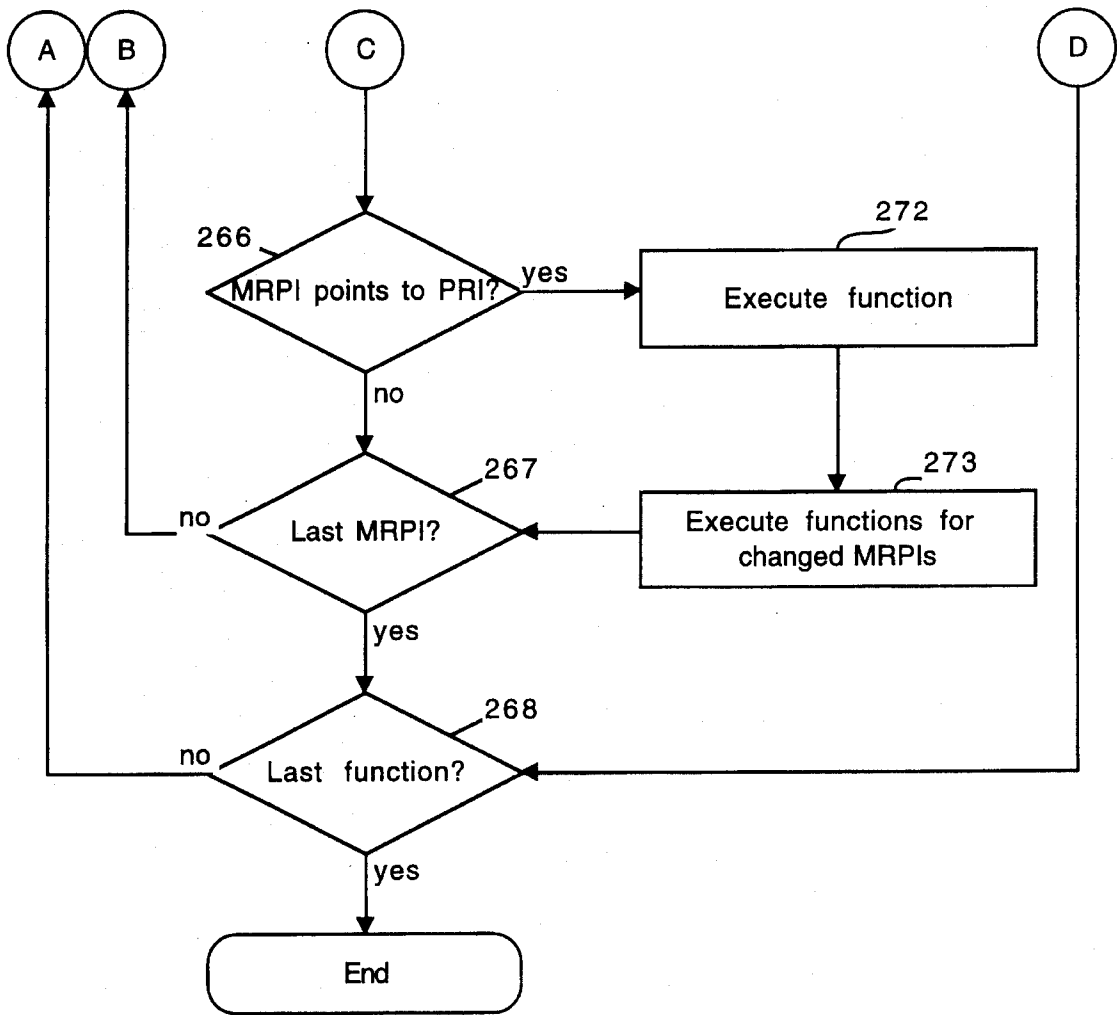 A
B
C
D
266
MRPI points to PRI?
yes
272
Execute function
no
267
Last MRPI?
no
273
Execute functions for
changed MRPIs
yes
268
Last function?
no
yes
End